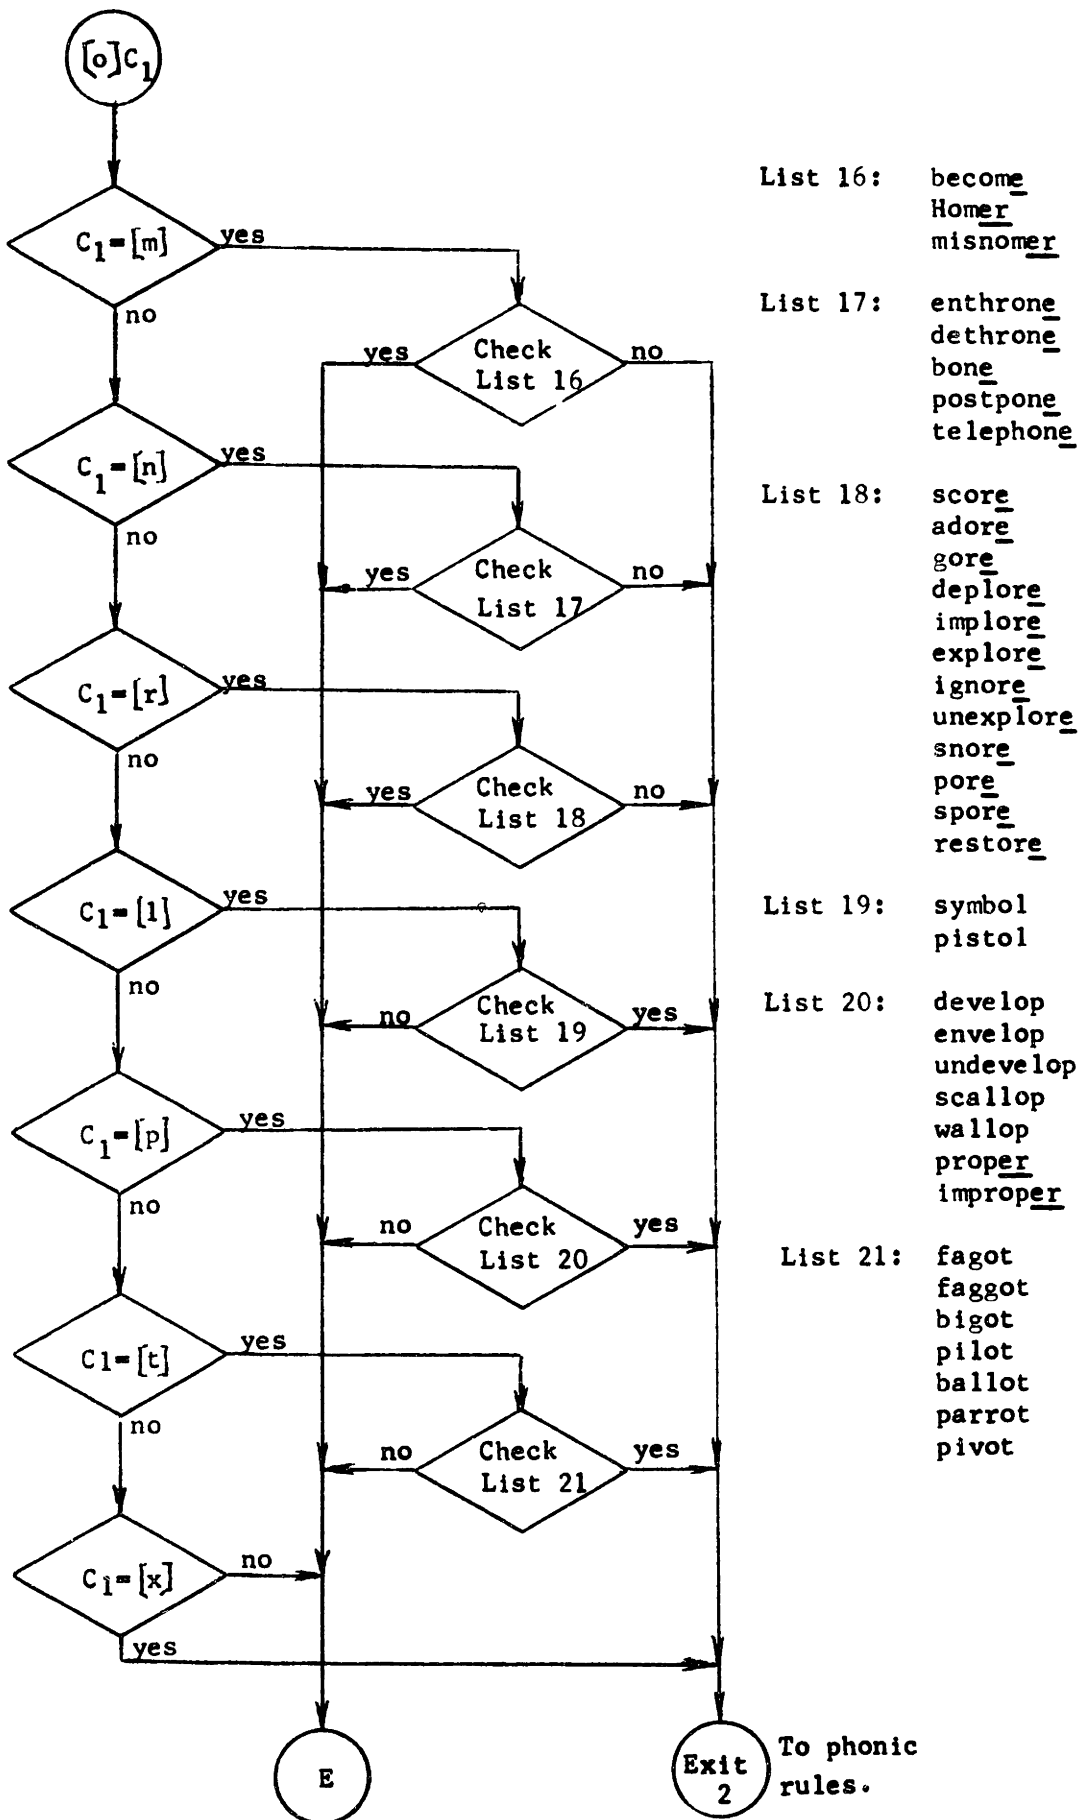 [o]C1
C1=[m]
yes
no
yes
Check
List 16
no
C1=[n]
yes
no
yes
Check
List 17
no
C1=[r]
yes
no
yes
Check
List 18
no
C1=[l]
yes
no
no
Check
List 19
yes
C1=[p]
yes
no
no
Check
List 20
yes
C1=[t]
yes
no
no
Check
List 21
yes
C1=[x]
no
yes
E
Exit
2
To phonic
rules.
List 16: become
Homer
misnomer
List 17: enthrone
dethrone
bone
postpone
telephone
List 18: score
adore
gore
deplore
implore
explore
ignore
unexplore
snore
pore
spore
restore
List 19: symbol
pistol
List 20: develop
envelop
undevelop
scallop
wallop
proper
improper
List 21: fagot
faggot
bigot
pilot
ballot
parrot
pivot